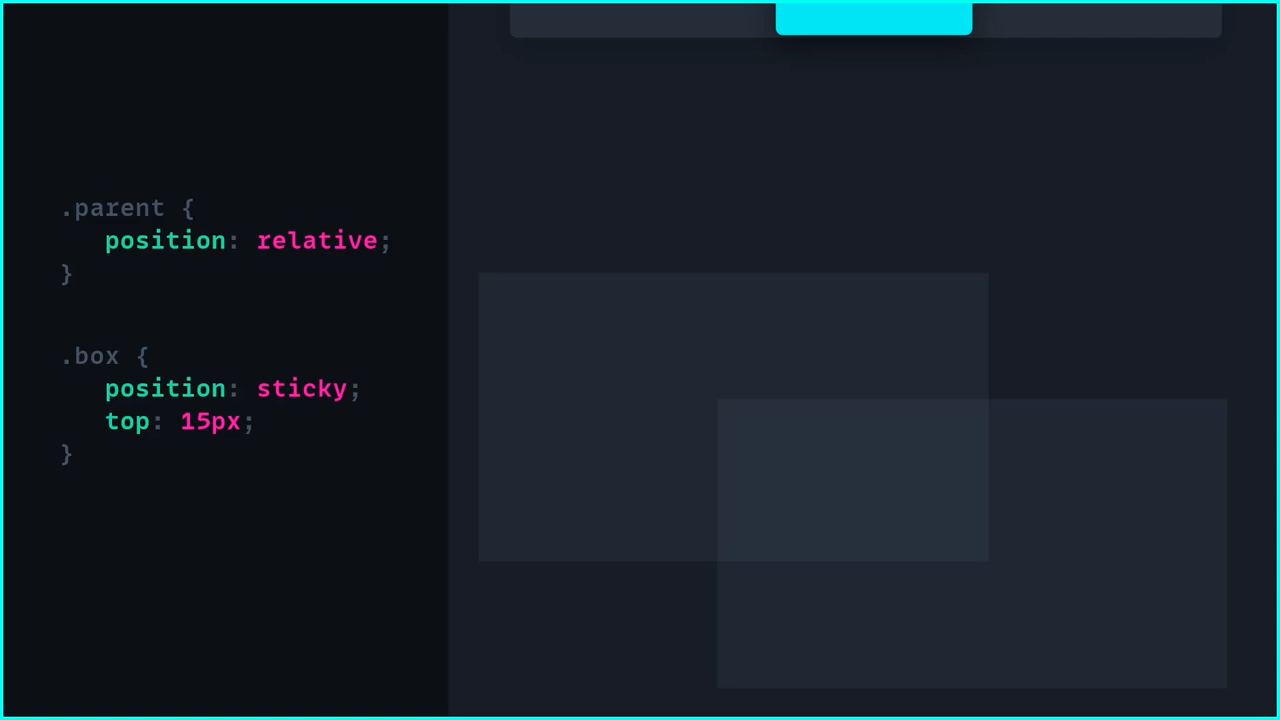 .parent {
position: relative;
}
.box {
position: sticky;
top: 15px;
}